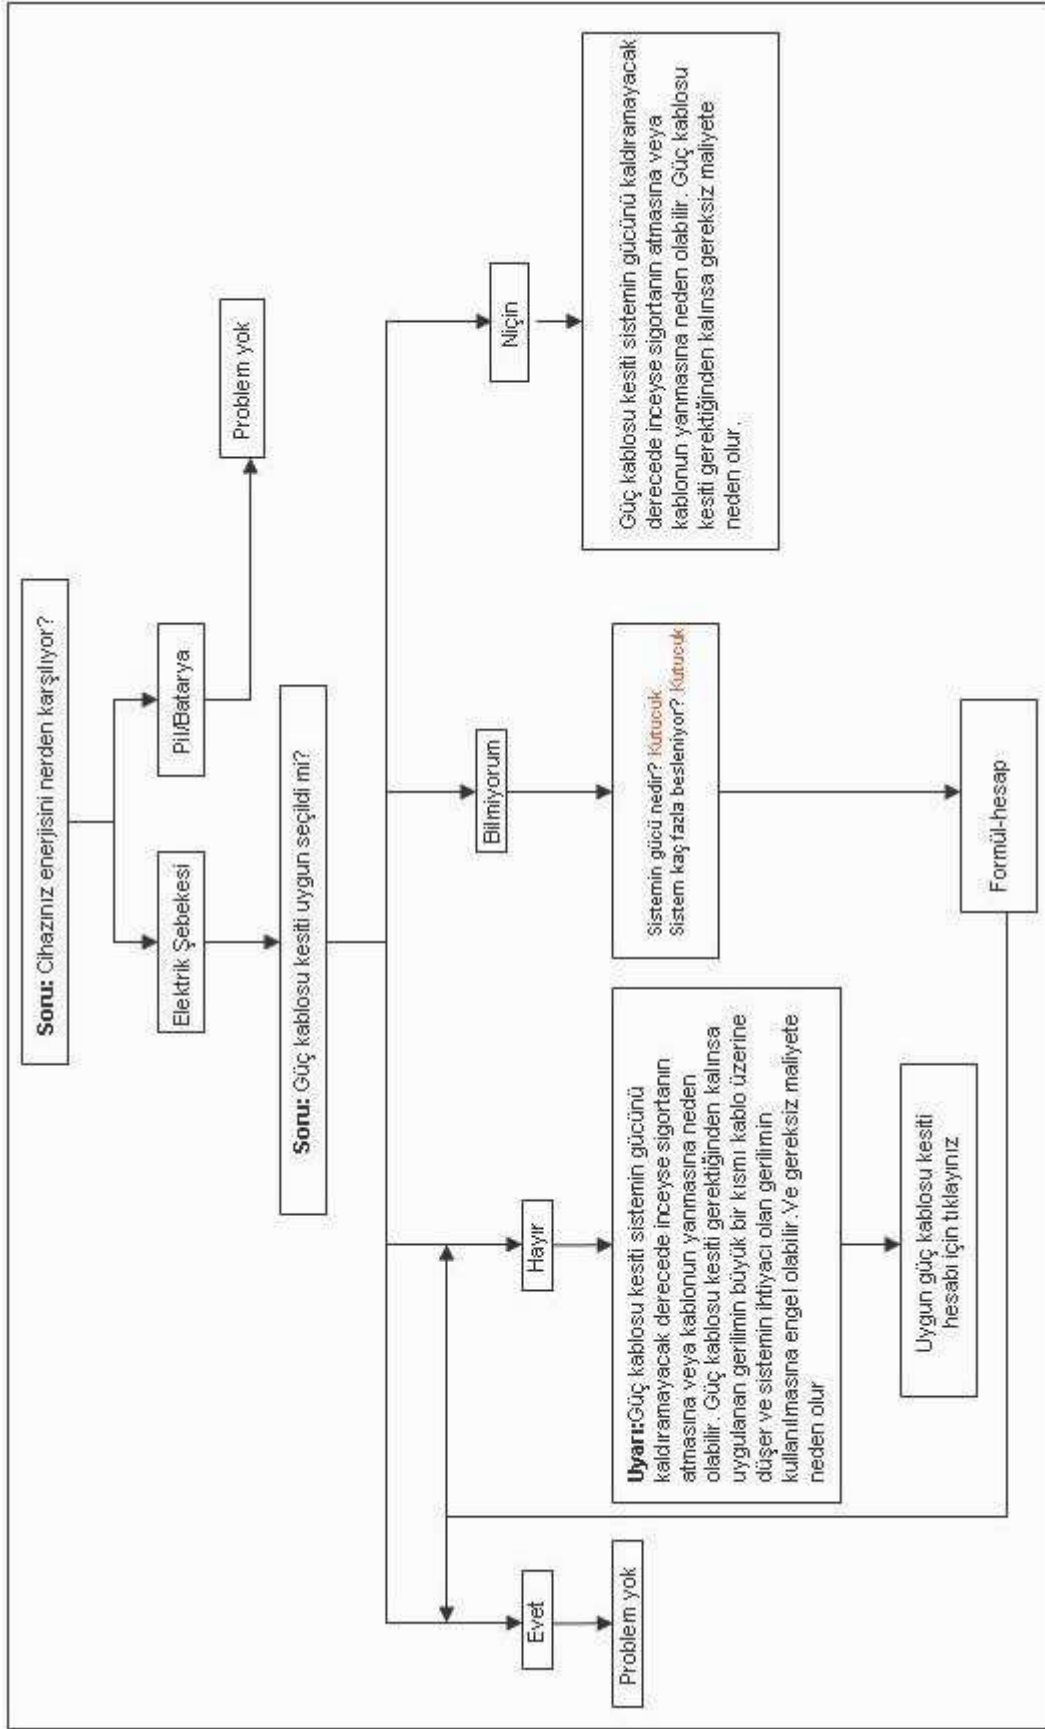 Soru: Cihazınız enerjisini nerden karşılıyor?
Elektrik Şebekesi
Pil/Batarya
Problem yok
Soru: Güç kablosu kesiti uygun seçildi mi?
Evet
Hayır
Bilmiyorum
Niçin
Problem yok
Uyarı:Güç kablosu kesiti sistemin gücünü
kaldıramayacak derecede inceyse sigortanın
atmasına veya kablonun yanmasına neden
olabilir. Güç kablosu kesiti gerektiğinden kalınsa
uygulanan gerilimin büyük bir kısmı kablo üzerine
düşer ve sistemin ihtiyacı olan gerilimin
kullanılmasına engel olabilir.Ve gereksiz maliyete
neden olur
Sistemin gücü nedir? Kutucuk
Sistem kaç fazla besleniyor? Kutucuk
Güç kablosu kesiti sistemin gücünü kaldıramayacak
derecede inceyse sigortanın atmasına veya
kablonun yanmasına neden olabilir. Güç kablosu
kesiti gerektiğinden kalınsa gereksiz maliyete
neden olur.
Uygun güç kablosu kesiti
hesabı için tıklayınız
Formül-hesap